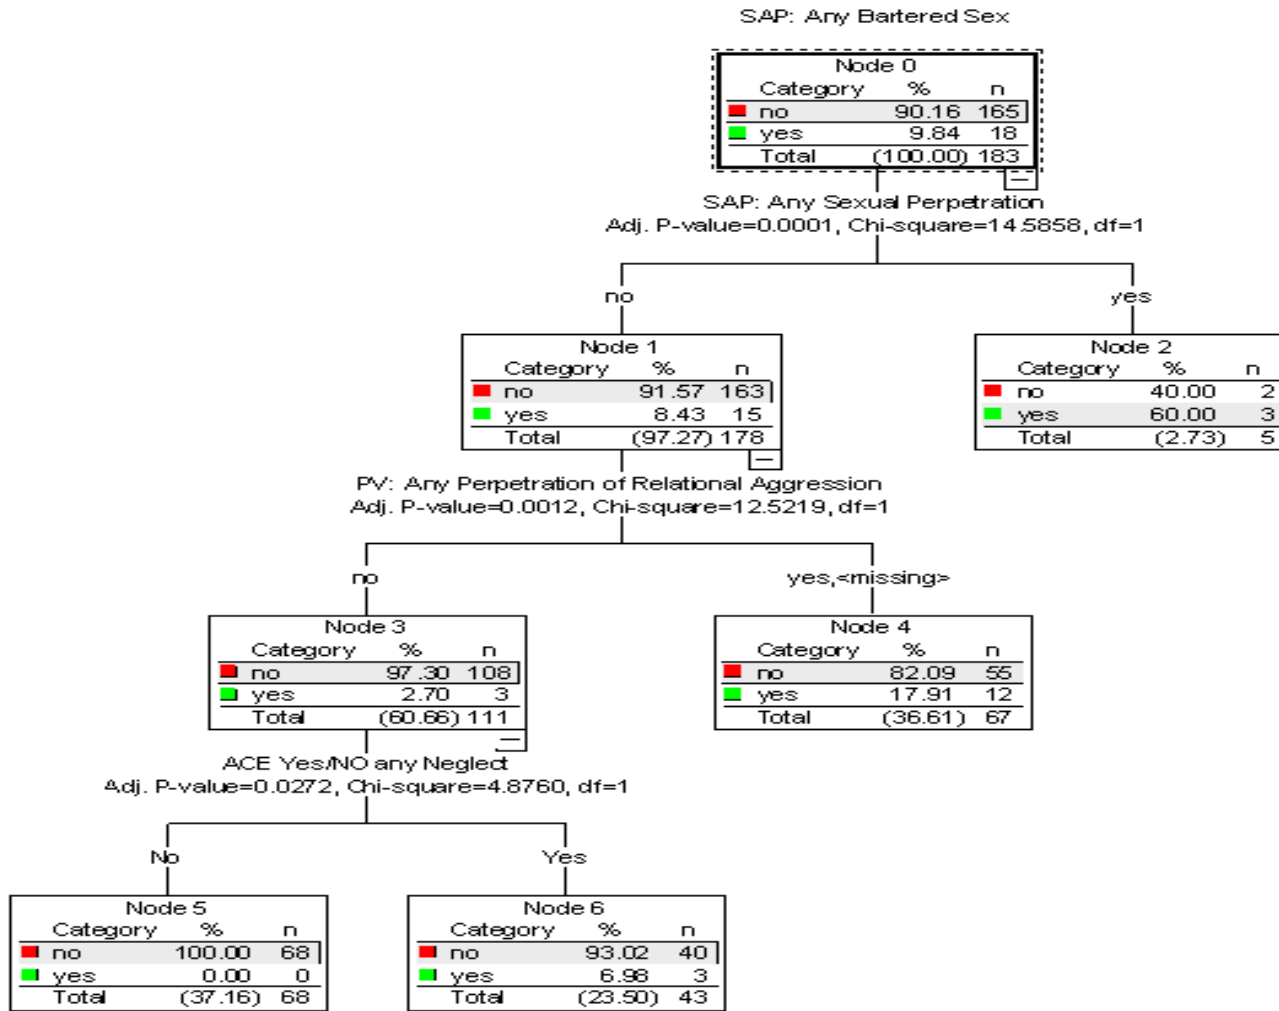 SAP: Any Bartered Sex
Node 0
Category % n
no 90.16 165
yes 9.84 18
Total (100.00) 183
SAP: Any Sexual Perpetration
Adj. P-value=0.0001, Chi-square=14.5858, df=1
no yes
Node 1
Category % n
no 91.57 163
yes 8.43 15
Total (97.27) 178
Node 2
Category % n
no 40.00 2
yes 60.00 3
Total (2.73) 5
PV: Any Perpetration of Relational Aggression
Adj. P-value=0.0012, Chi-square=12.5219, df=1
no yes,<missing>
Node 3
Category % n
no 97.30 108
yes 2.70 3
Total (60.66) 111
Node 4
Category % n
no 82.09 55
yes 17.91 12
Total (36.61) 67
ACE Yes/NO any Neglect
Adj. P-value=0.0272, Chi-square=4.8760, df=1
No Yes
Node 5
Category % n
no 100.00 68
yes 0.00 0
Total (37.16) 68
Node 6
Category % n
no 93.02 40
yes 6.98 3
Total (23.50) 43